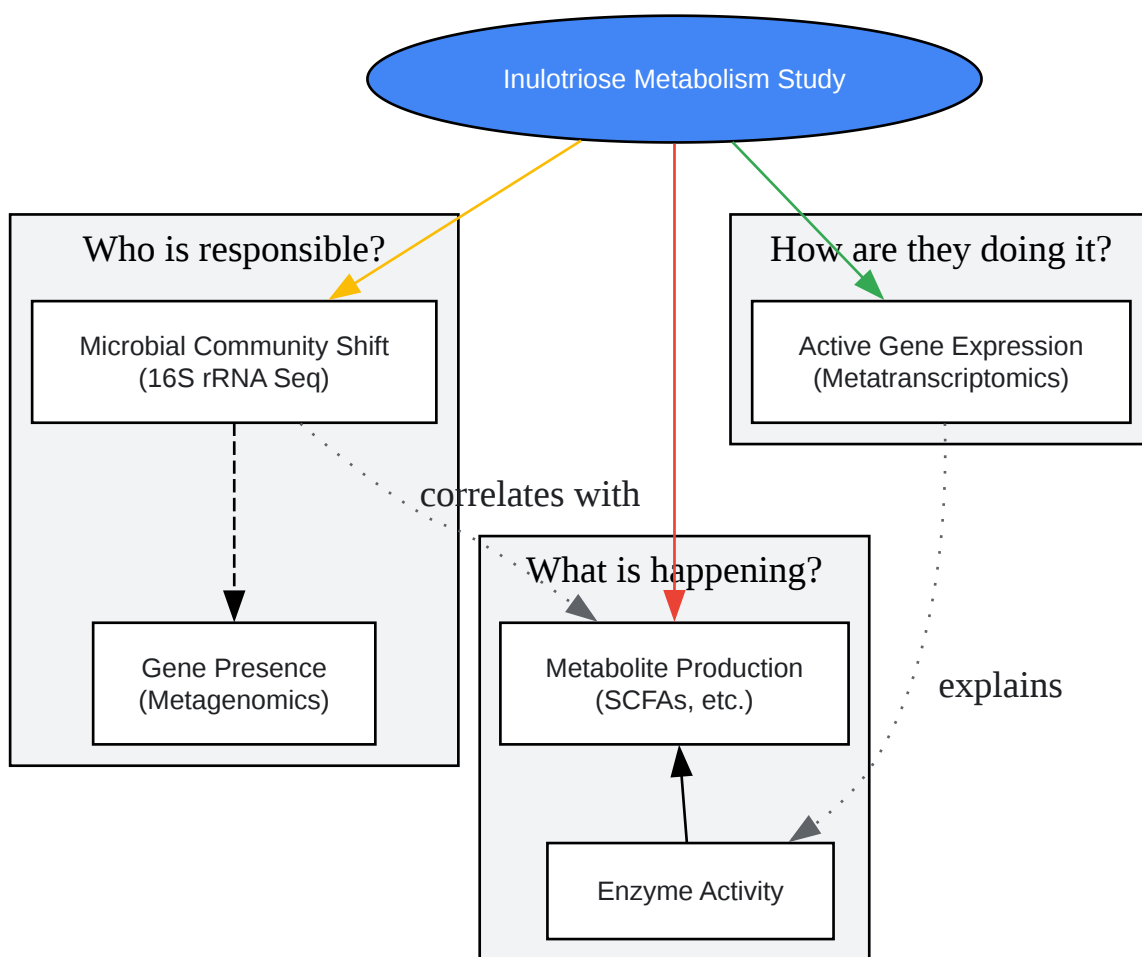 Inulotriose Metabolism Study
Who is responsible?
How are they doing it?
Microbial Community Shift
(16S rRNA Seq)
Active Gene Expression
(Metatranscriptomics)
correlates with
What is happening?
Gene Presence
(Metagenomics)
Metabolite Production
(SCFAs, etc.)
explains
Enzyme Activity